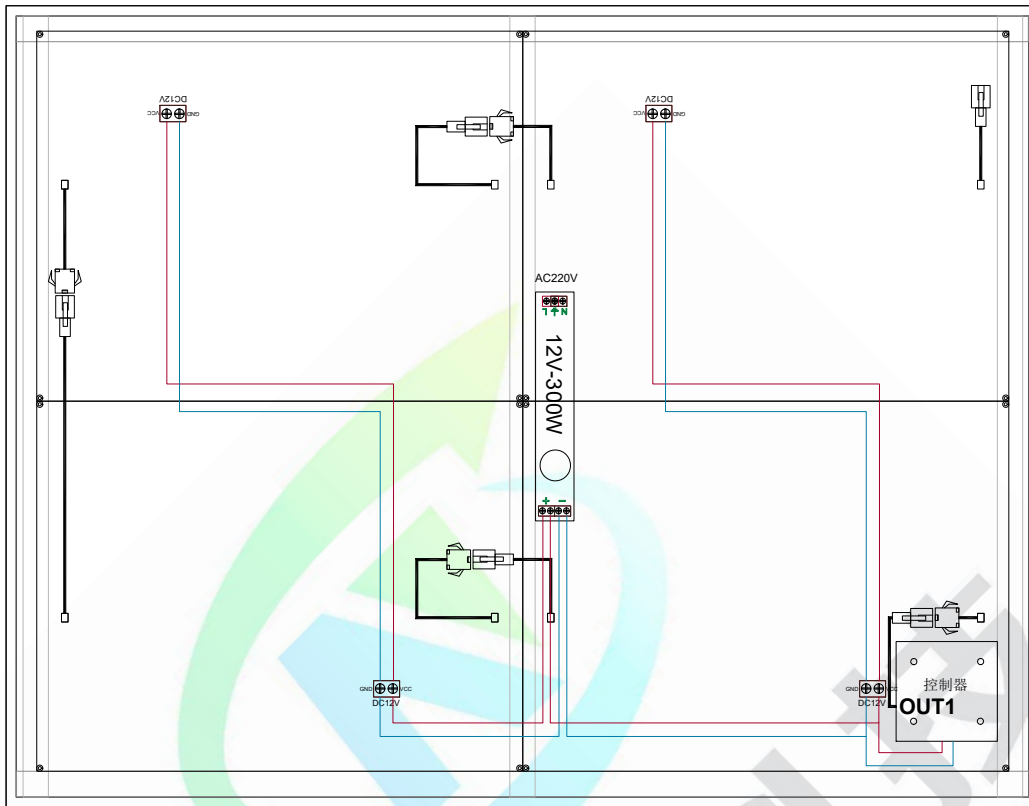 DC12V
VCC
GND
DC12V
VCC
GND
AC220V
L
N
12V-300W
+ -
GND
VCC
DC12V
GND
VCC
DC12V
控制器
OUT1
技